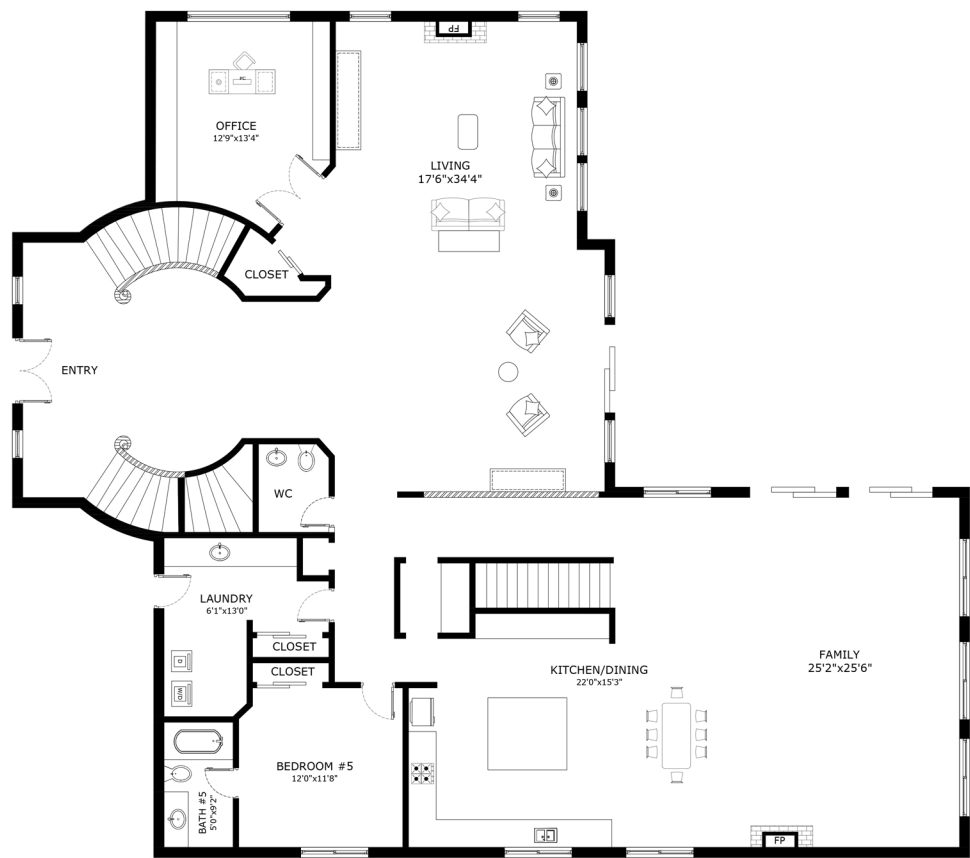 FP
PC
OFFICE
12'9"x13'4"
LIVING
17'6"x34'4"
CLOSET
ENTRY
WC
LAUNDRY
6'1"x13'0"
CLOSET
CLOSET
D
W/D
KITCHEN/DINING
22'0"x15'3"
FAMILY
25'2"x25'6"
BEDROOM #5
12'0"x11'8"
BATH #5
5'0"x9'2"
FP